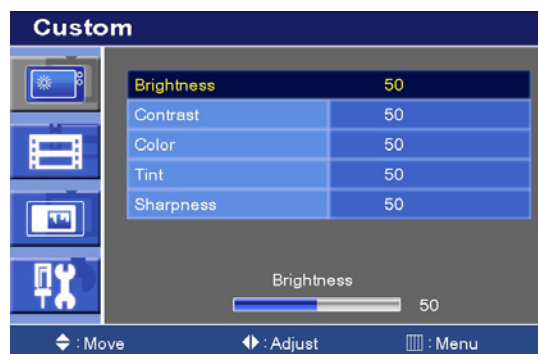 Custom
Brightness 50
Contrast 50
Color 50
Tint 50
Sharpness 50
Brightness
50
: Move : Adjust : Menu